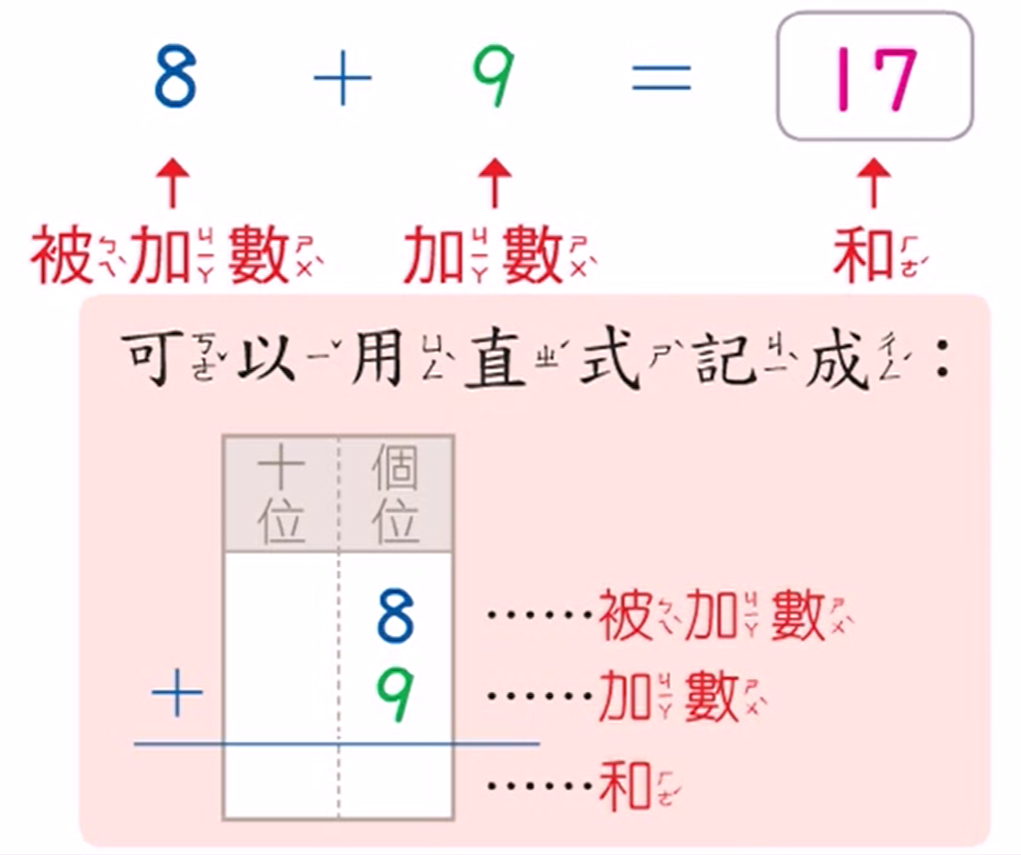 8 + 9 = 17
被ㄅㄟˋ加ㄐㄧㄚ數ㄕㄨˋ 加ㄐㄧㄚ數ㄕㄨˋ 和ㄏㄜˊ
可ㄎㄜˇ以ㄧˇ用ㄩㄥˋ直ㄓˊ式ㄕˋ記ㄐㄧˋ成ㄔㄥˊ：
十位 個位
8 ……被ㄅㄟˋ加ㄐㄧㄚ數ㄕㄨˋ
+ 9 ……加ㄐㄧㄚ數ㄕㄨˋ
……和ㄏㄜˊ